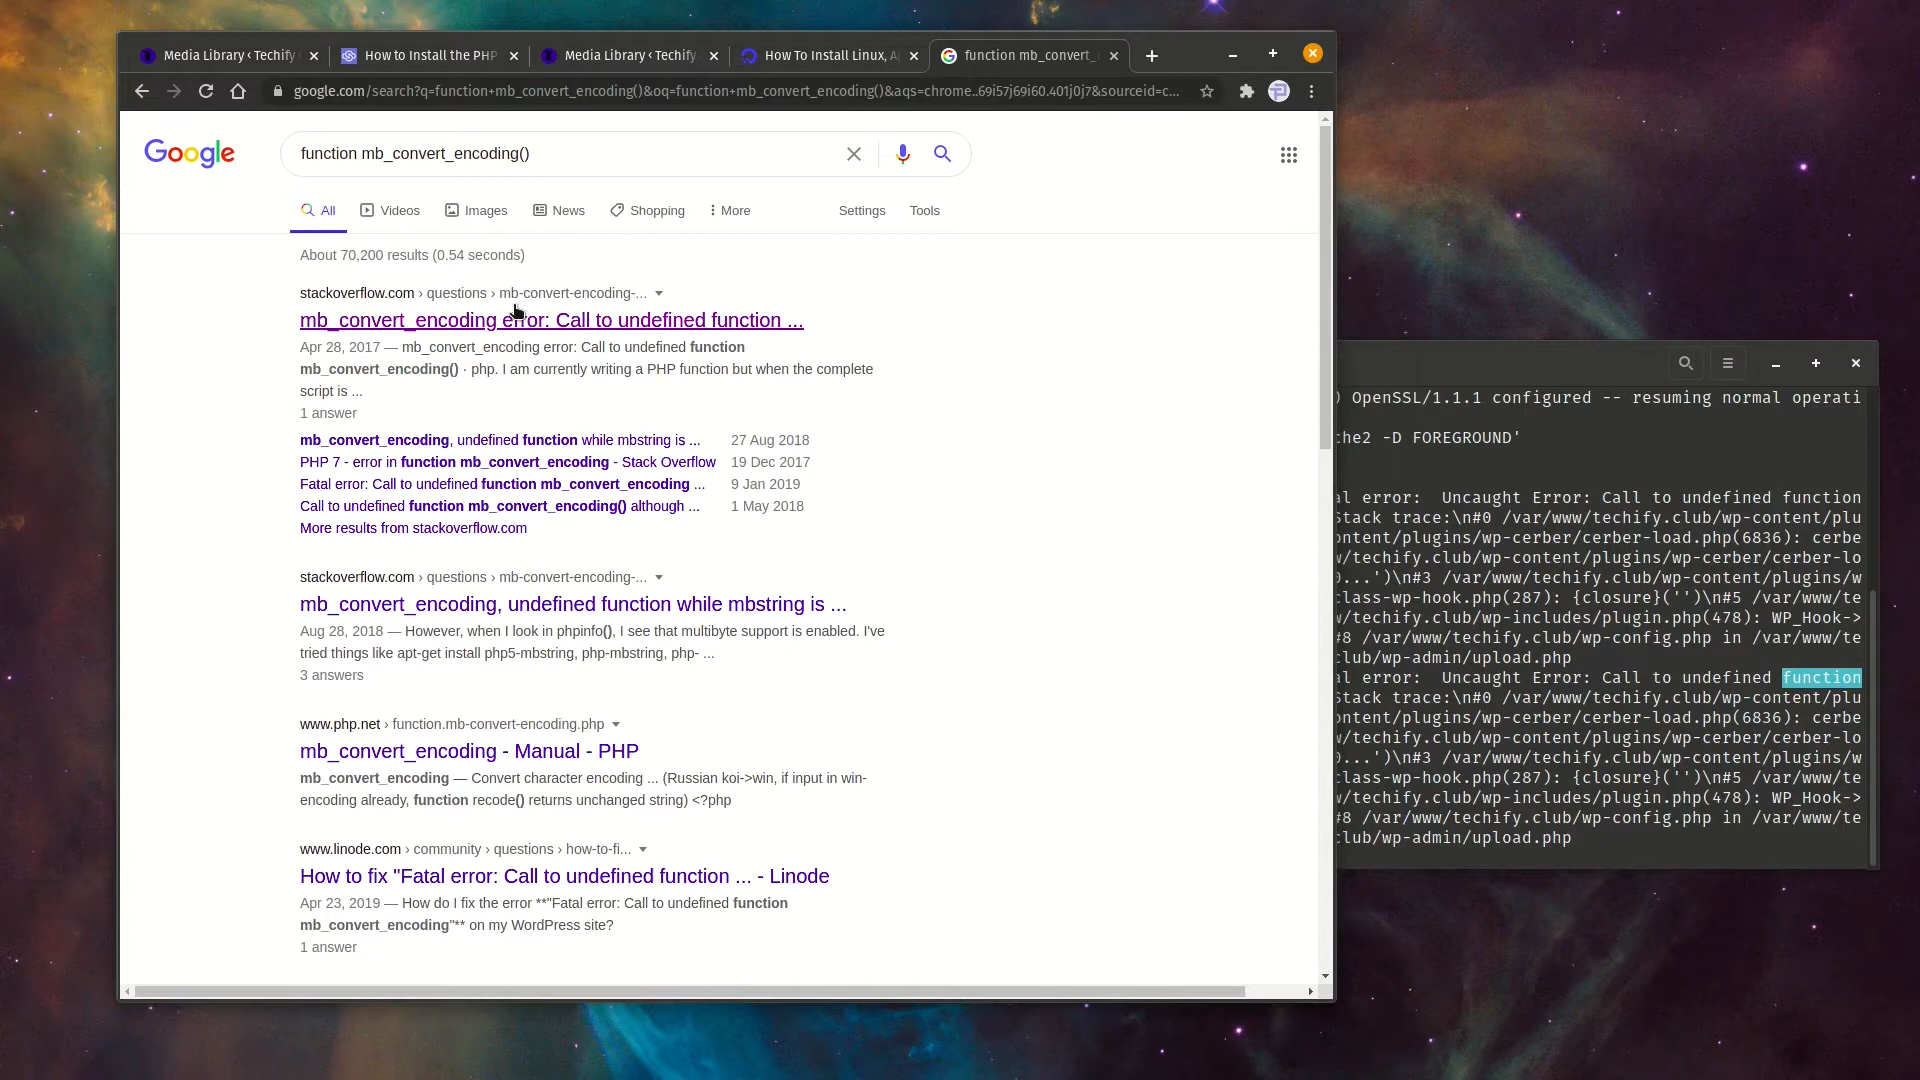 Media Library ‹ Techify
How to Install the PHP
Media Library ‹ Techify
How To Install Linux, A
function mb_convert_
google.com/search?q=function+mb_convert_encoding()&oq=function+mb_convert_encoding()&aqs=chrome..69i57j69i60.401j0j7&sourceid=c...
Google
function mb_convert_encoding()
All
Videos
Images
News
Shopping
More
Settings
Tools
About 70,200 results (0.54 seconds)
stackoverflow.com › questions › mb-convert-encoding-...
mb_convert_encoding error: Call to undefined function ...
Apr 28, 2017 — mb_convert_encoding error: Call to undefined function
mb_convert_encoding() · php. I am currently writing a PHP function but when the complete
script is ...
1 answer
mb_convert_encoding, undefined function while mbstring is ... 27 Aug 2018
PHP 7 - error in function mb_convert_encoding - Stack Overflow 19 Dec 2017
Fatal error: Call to undefined function mb_convert_encoding ... 9 Jan 2019
Call to undefined function mb_convert_encoding() although ... 1 May 2018
More results from stackoverflow.com
stackoverflow.com › questions › mb-convert-encoding-...
mb_convert_encoding, undefined function while mbstring is ...
Aug 28, 2018 — However, when I look in phpinfo(), I see that multibyte support is enabled. I've
tried things like apt-get install php5-mbstring, php-mbstring, php- ...
3 answers
www.php.net › function.mb-convert-encoding.php
mb_convert_encoding - Manual - PHP
mb_convert_encoding — Convert character encoding ... (Russian koi->win, if input in win-
encoding already, function recode() returns unchanged string) <?php
www.linode.com › community › questions › how-to-fi...
How to fix "Fatal error: Call to undefined function ... - Linode
Apr 23, 2019 — How do I fix the error **"Fatal error: Call to undefined function
mb_convert_encoding"** on my WordPress site?
1 answer
) OpenSSL/1.1.1 configured -- resuming normal operati
che2 -D FOREGROUND'
al error:  Uncaught Error: Call to undefined function
Stack trace:\n#0 /var/www/techify.club/wp-content/plu
ontent/plugins/wp-cerber/cerber-load.php(6836): cerbe
w/techify.club/wp-content/plugins/wp-cerber/cerber-lo
0...')\n#3 /var/www/techify.club/wp-content/plugins/w
class-wp-hook.php(287): {closure}('')\n#5 /var/www/te
w/techify.club/wp-includes/plugin.php(478): WP_Hook->
#8 /var/www/techify.club/wp-config.php in /var/www/te
club/wp-admin/upload.php
al error:  Uncaught Error: Call to undefined function
Stack trace:\n#0 /var/www/techify.club/wp-content/plu
ontent/plugins/wp-cerber/cerber-load.php(6836): cerbe
w/techify.club/wp-content/plugins/wp-cerber/cerber-lo
0...')\n#3 /var/www/techify.club/wp-content/plugins/w
class-wp-hook.php(287): {closure}('')\n#5 /var/www/te
w/techify.club/wp-includes/plugin.php(478): WP_Hook->
#8 /var/www/techify.club/wp-config.php in /var/www/te
club/wp-admin/upload.php